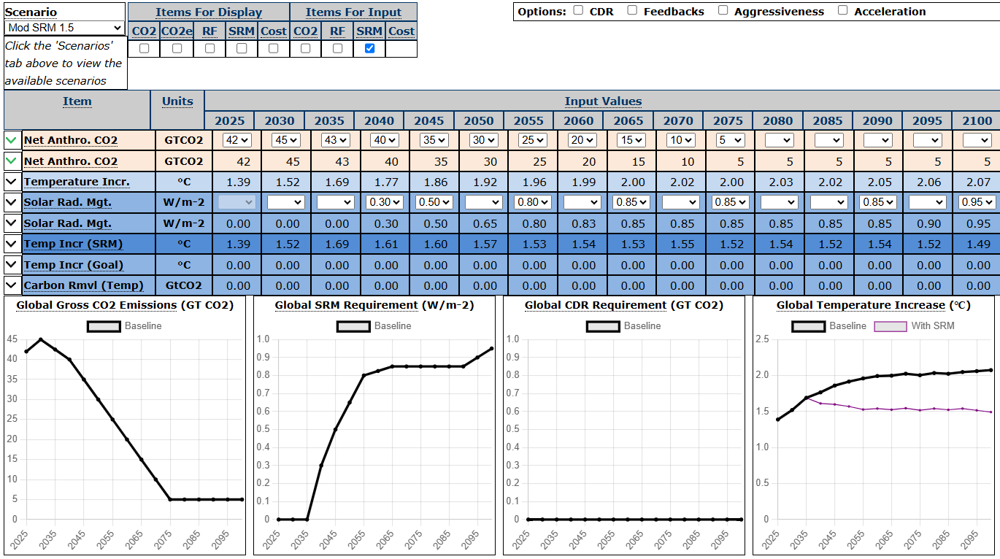 Scenario
Mod SRM 1.5
Click the 'Scenarios'
tab above to view the
available scenarios
Items For Display Items For Input
CO2 CO2e RF SRM Cost CO2 RF SRM Cost
Options: CDR Feedbacks Aggressiveness Acceleration
Item Units Input Values
2025 2030 2035 2040 2045 2050 2055 2060 2065 2070 2075 2080 2085 2090 2095 2100
Net Anthro. CO2 GTCO2 42 45 43 40 35 30 25 20 15 10 5
Net Anthro. CO2 GTCO2 42 45 43 40 35 30 25 20 15 10 5 5 5 5 5 5
Temperature Incr. °C 1.39 1.52 1.69 1.77 1.86 1.92 1.96 1.99 2.00 2.02 2.00 2.03 2.02 2.05 2.06 2.07
Solar Rad. Mgt. W/m-2 0.30 0.50 0.80 0.85 0.85 0.85 0.95
Solar Rad. Mgt. W/m-2 0.00 0.00 0.00 0.30 0.50 0.65 0.80 0.83 0.85 0.85 0.85 0.85 0.85 0.85 0.90 0.95
Temp Incr (SRM) °C 1.39 1.52 1.69 1.61 1.60 1.57 1.53 1.54 1.53 1.55 1.52 1.54 1.52 1.54 1.52 1.49
Temp Incr (Goal) °C 0.00 0.00 0.00 0.00 0.00 0.00 0.00 0.00 0.00 0.00 0.00 0.00 0.00 0.00 0.00 0.00
Carbon Rmvl (Temp) GtCO2 0.00 0.00 0.00 0.00 0.00 0.00 0.00 0.00 0.00 0.00 0.00 0.00 0.00 0.00 0.00 0.00
Global Gross CO2 Emissions (GT CO2)
Baseline
45
40
35
30
25
20
15
10
5
0
2025 2035 2045 2055 2065 2075 2085 2095
Global SRM Requirement (W/m-2)
Baseline
1.0
0.9
0.8
0.7
0.6
0.5
0.4
0.3
0.2
0.1
0
2025 2035 2045 2055 2065 2075 2085 2095
Global CDR Requirement (GT CO2)
Baseline
1.0
0.9
0.8
0.7
0.6
0.5
0.4
0.3
0.2
0.1
0
2025 2035 2045 2055 2065 2075 2085 2095
Global Temperature Increase (°C)
Baseline With SRM
2.5
2.0
1.5
1.0
0.5
0
2025 2035 2045 2055 2065 2075 2085 2095